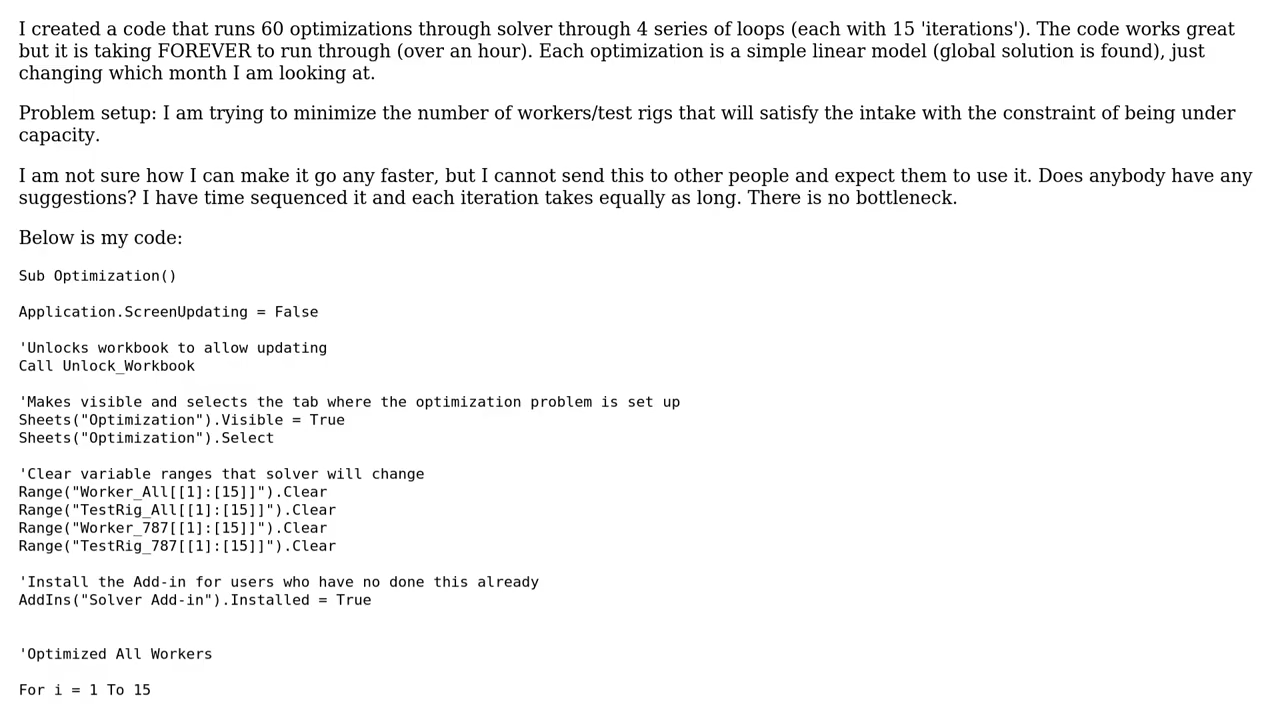 I created a code that runs 60 optimizations through solver through 4 series of loops (each with 15 'iterations'). The code works great
but it is taking FOREVER to run through (over an hour). Each optimization is a simple linear model (global solution is found), just
changing which month I am looking at.
Problem setup: I am trying to minimize the number of workers/test rigs that will satisfy the intake with the constraint of being under
capacity.
I am not sure how I can make it go any faster, but I cannot send this to other people and expect them to use it. Does anybody have any
suggestions? I have time sequenced it and each iteration takes equally as long. There is no bottleneck.
Below is my code:
Sub Optimization()
Application.ScreenUpdating = False
'Unlocks workbook to allow updating
Call Unlock_Workbook
'Makes visible and selects the tab where the optimization problem is set up
Sheets("Optimization").Visible = True
Sheets("Optimization").Select
'Clear variable ranges that solver will change
Range("Worker_All[[1]:[15]]").Clear
Range("TestRig_All[[1]:[15]]").Clear
Range("Worker_787[[1]:[15]]").Clear
Range("TestRig_787[[1]:[15]]").Clear
'Install the Add-in for users who have no done this already
AddIns("Solver Add-in").Installed = True
'Optimized All Workers
For i = 1 To 15